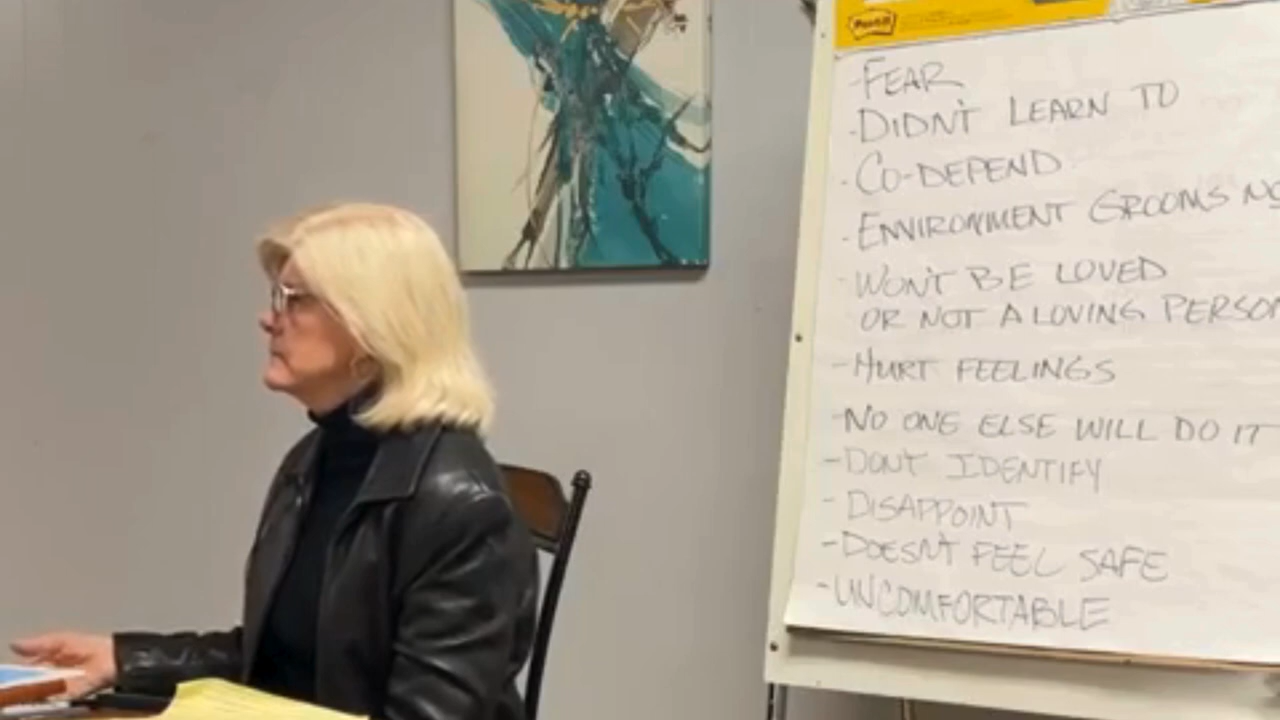 Post-it
-FEAR
-DIDN'T LEARN TO
-CO-DEPEND
-ENVIRONMENT GROOMS
-WON'T BE LOVED
OR NOT A LOVING PERSON
-HURT FEELINGS
-NO ONE ELSE WILL DO IT
-DON'T IDENTIFY
-DISAPPOINT
-DOESN'T FEEL SAFE
-UNCOMFORTABLE